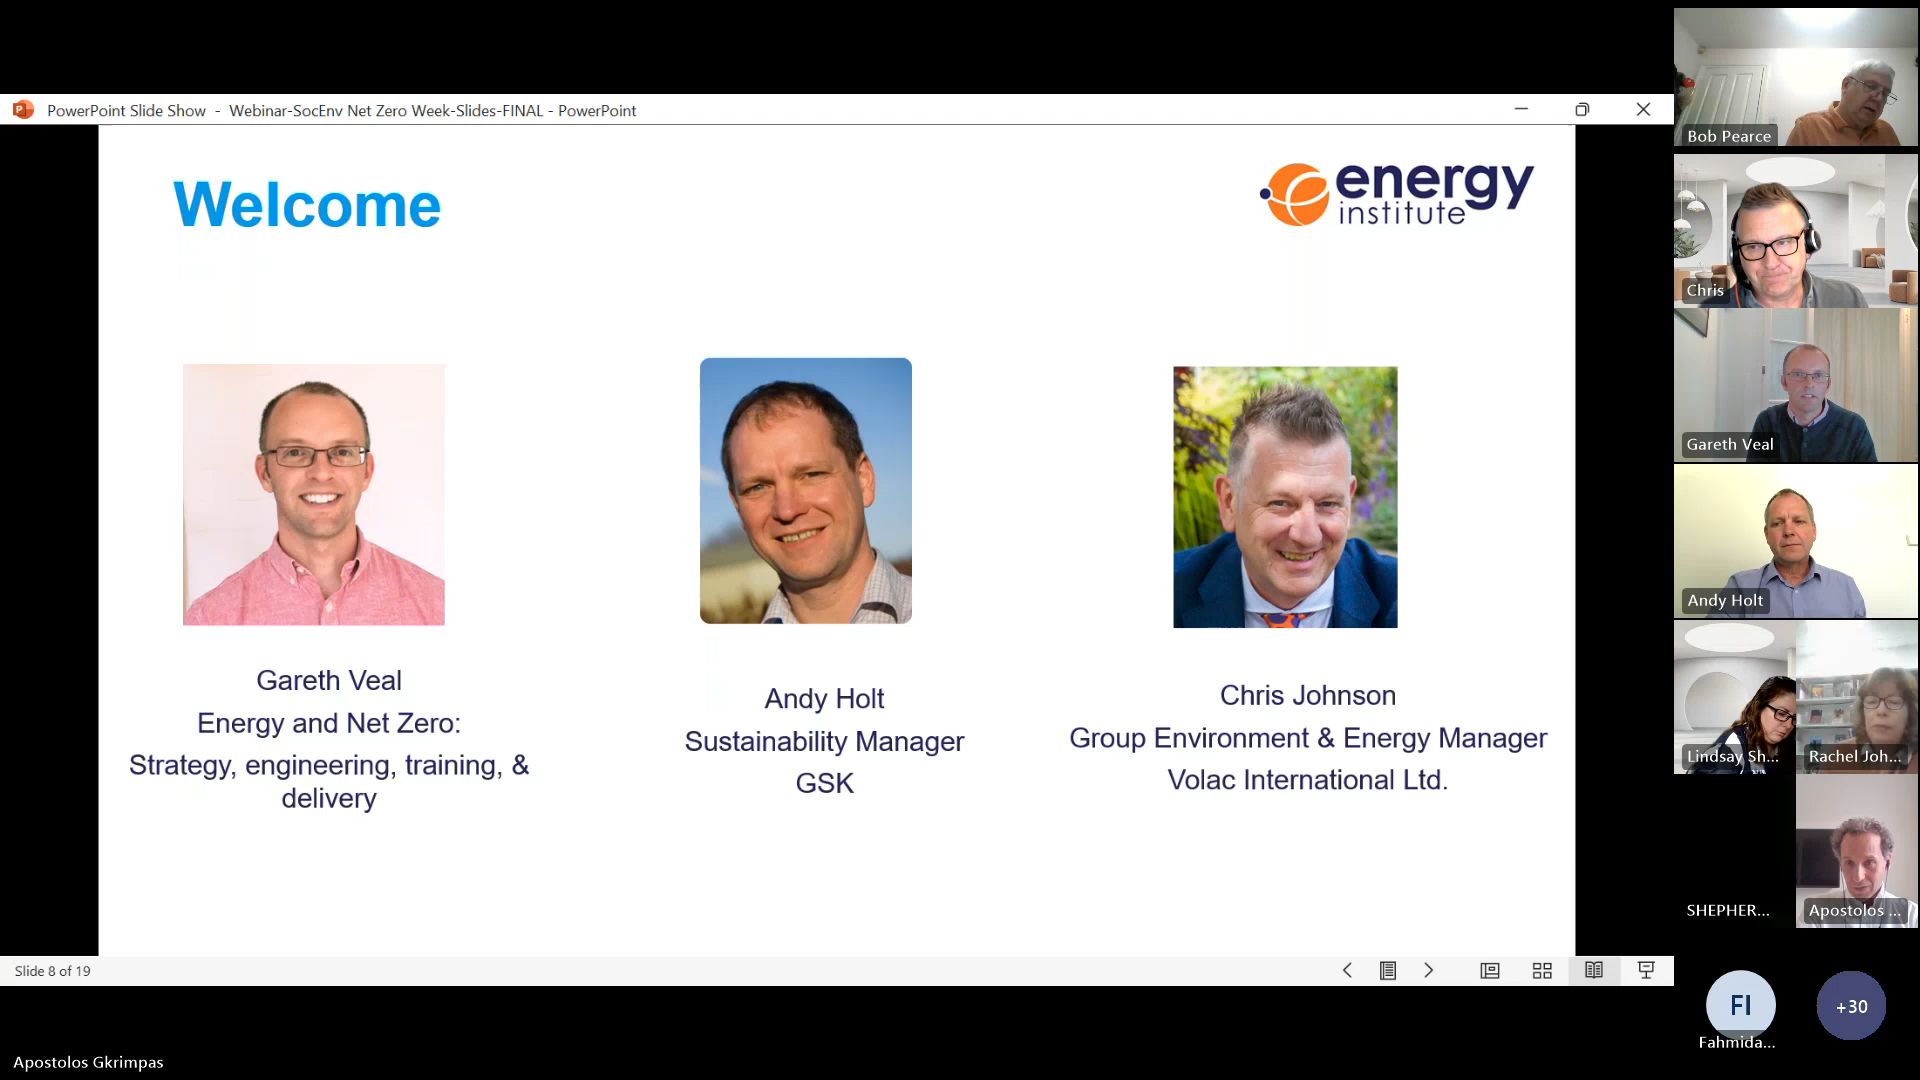 PowerPoint Slide Show - Webinar-SocEnv Net Zero Week-Slides-FINAL - PowerPoint
Welcome
energy
institute
Gareth Veal
Energy and Net Zero:
Strategy, engineering, training, &
delivery
Andy Holt
Sustainability Manager
GSK
Chris Johnson
Group Environment & Energy Manager
Volac International Ltd.
Slide 8 of 19
Apostolos Gkrimpas
Bob Pearce
Chris
Gareth Veal
Andy Holt
Lindsay Sh...
Rachel Joh...
SHEPHER...
Apostolos ...
FI
Fahmida...
+30